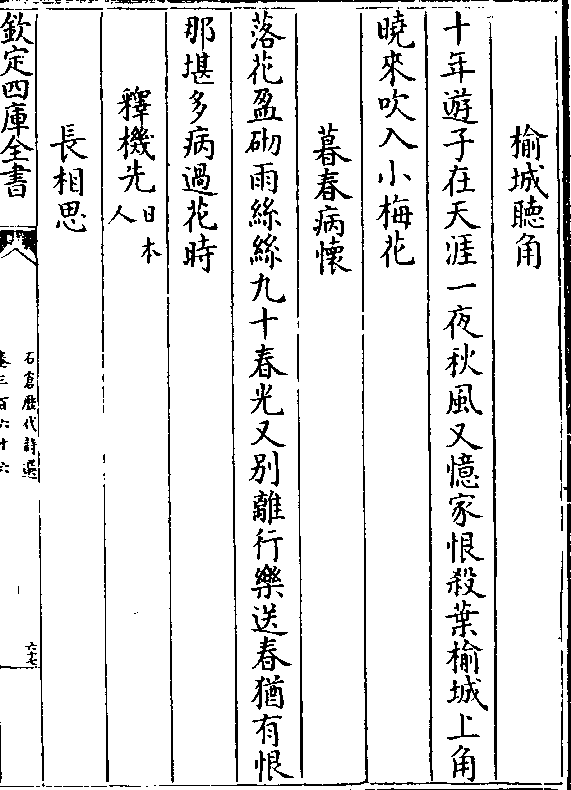 榆城聽角
十年遊子在天涯一夜秋風又憶家恨殺葉榆城上角
曉來吹入小梅花
暮春病懷
落花盈砌雨絲絲九十春光又別離行樂送春猶有恨
那堪多病過花時
釋機先日本人
長相思
欽定四庫全書
石倉歷代詩選
卷三百六十六
六十七